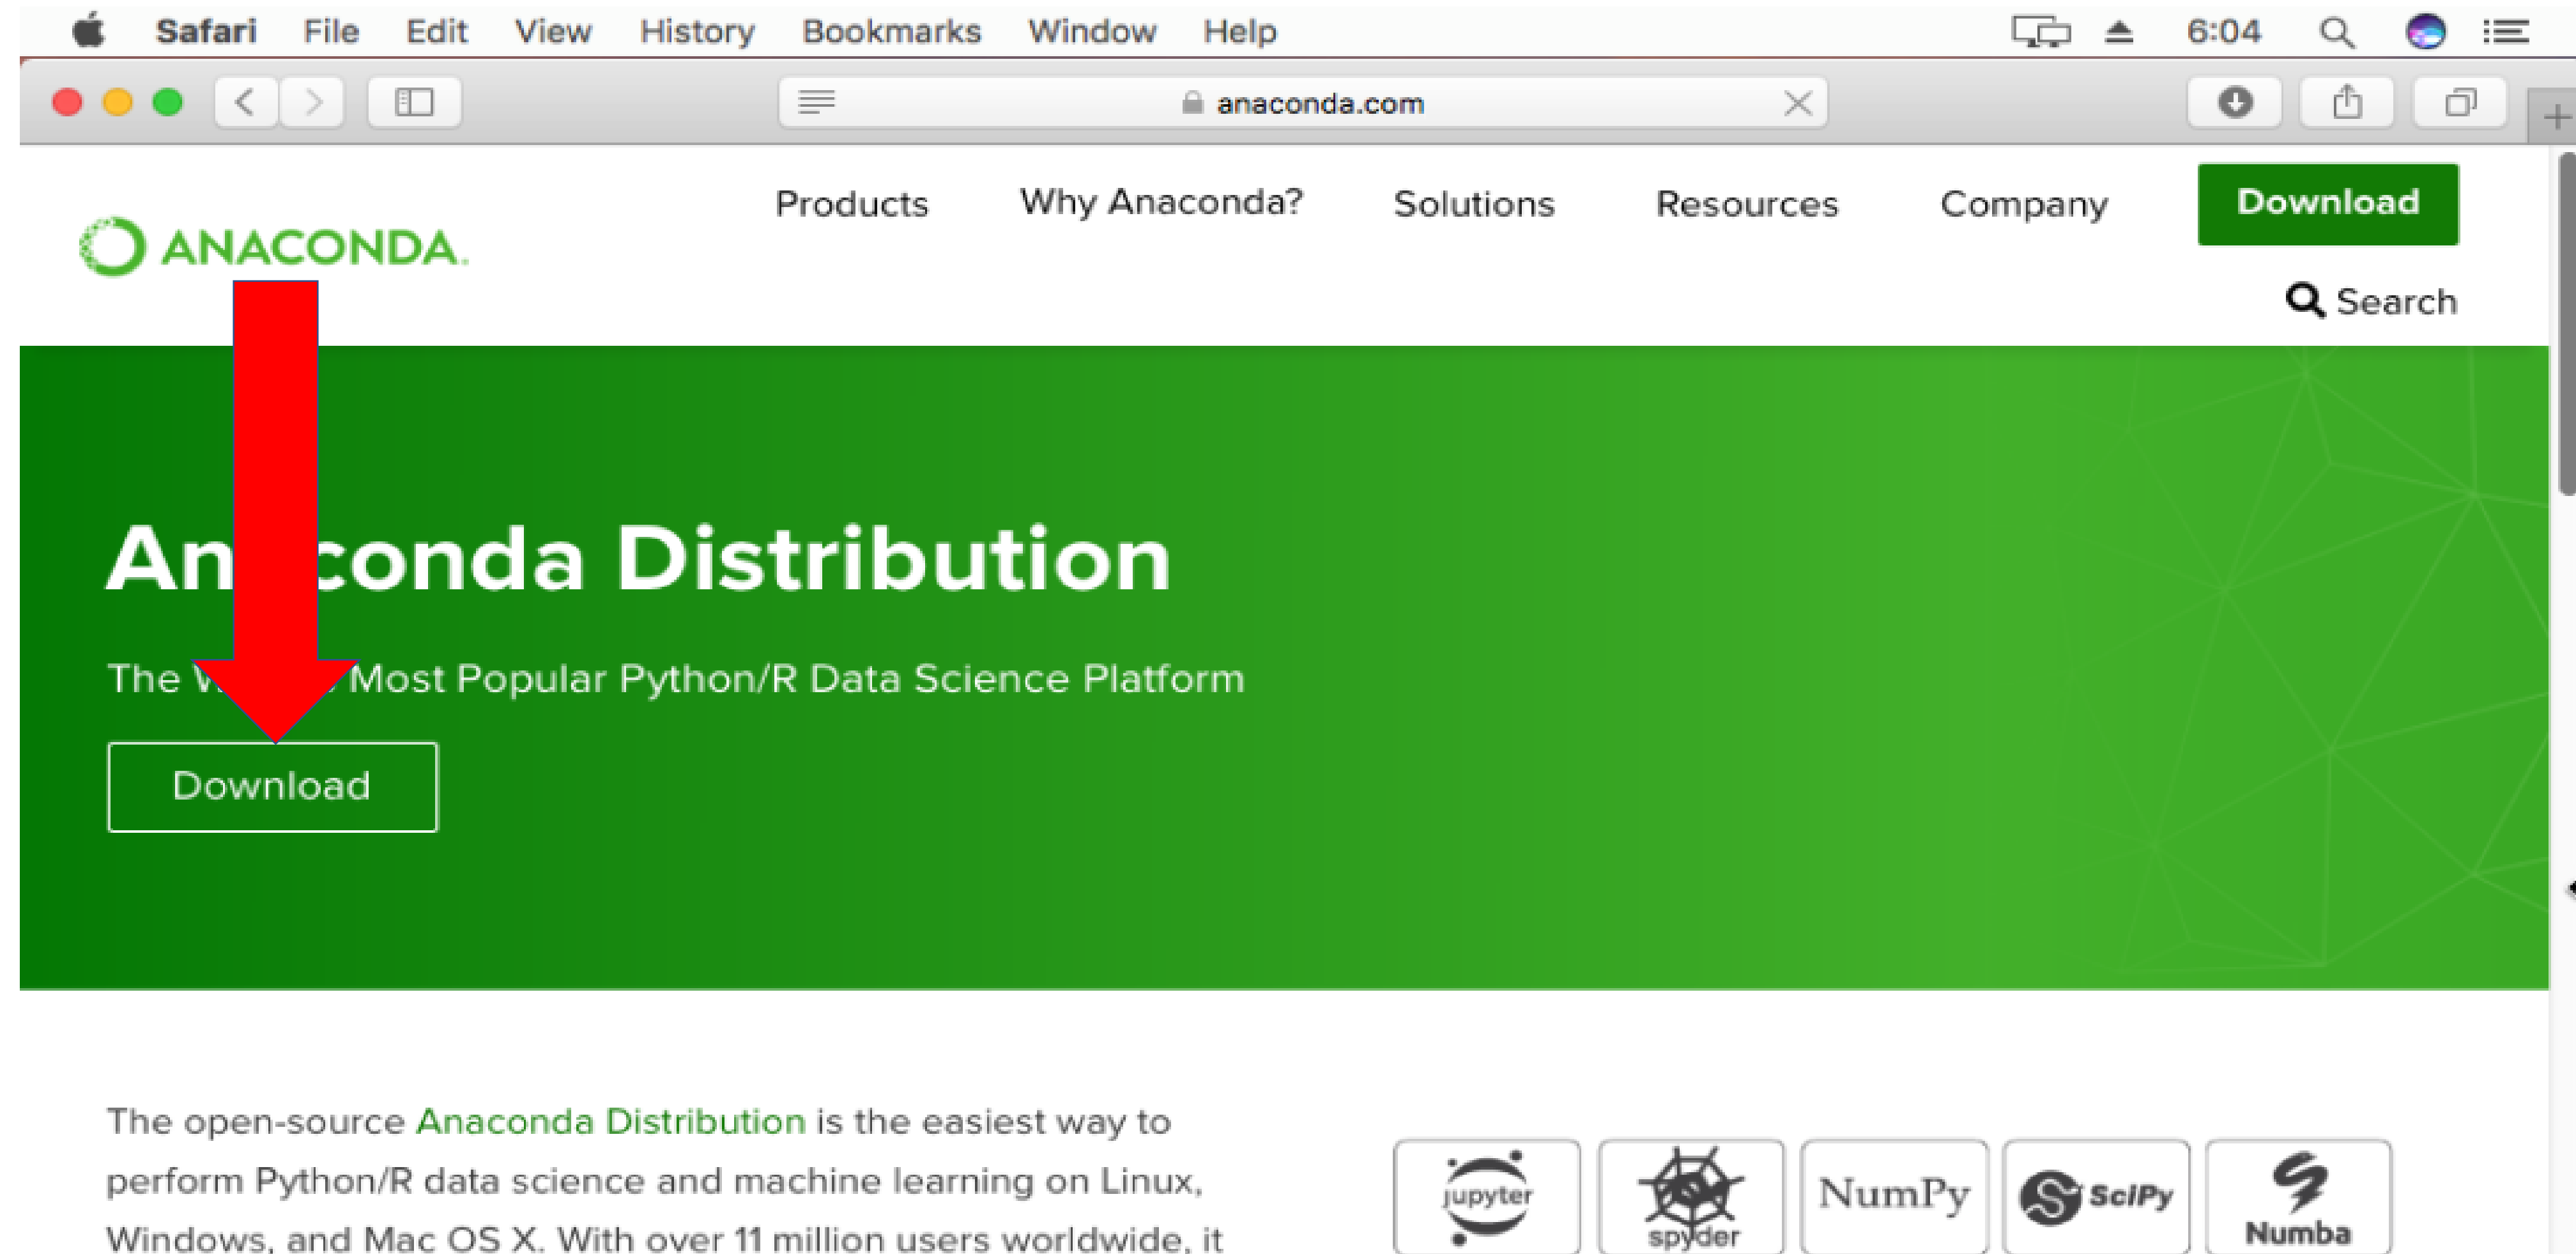 Safari File Edit View History Bookmarks Window Help 6:04
anaconda.com
Products Why Anaconda? Solutions Resources Company Download
ANACONDA.
Search
An conda Distribution
The Most Popular Python/R Data Science Platform
Download
The open-source Anaconda Distribution is the easiest way to
perform Python/R data science and machine learning on Linux,
Windows, and Mac OS X. With over 11 million users worldwide, it
jupyter
spyder
NumPy
SciPy
Numba